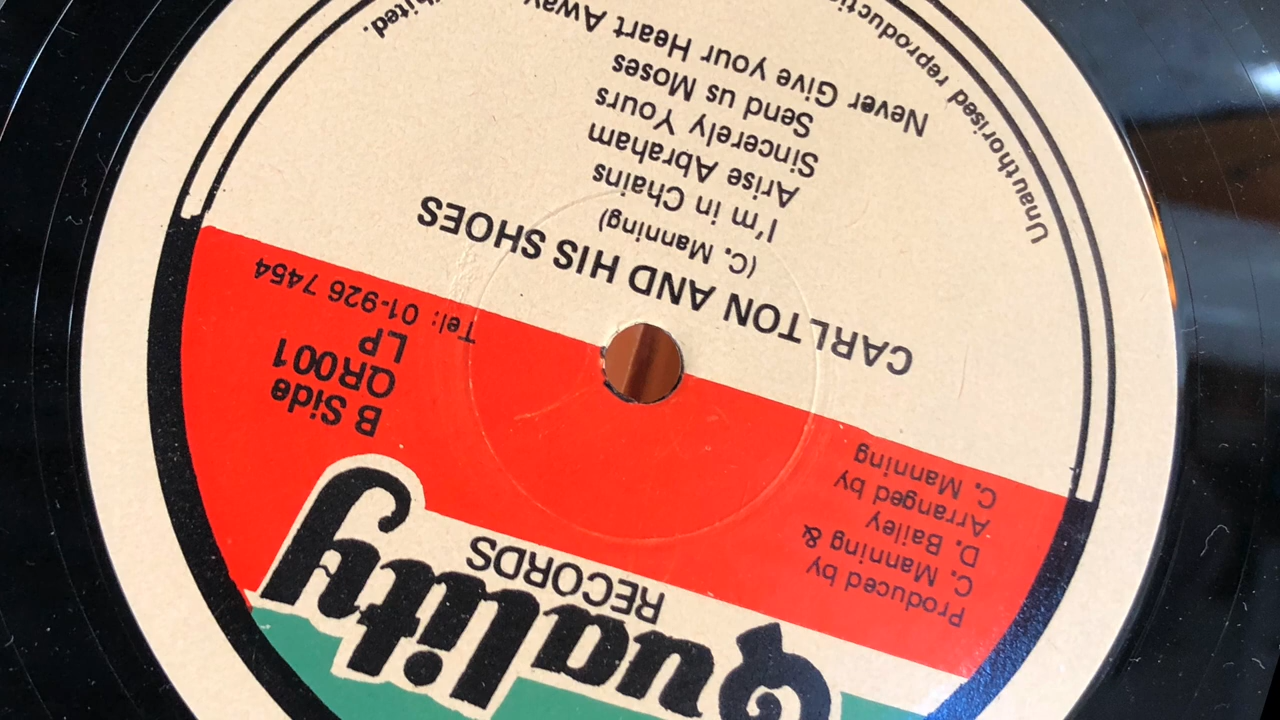 Quality
RECORDS
Produced by
C. Manning &
D. Bailey
Arranged by
C. Manning
B Side
QR001
LP
Tel: 01-926 7454
CARLTON AND HIS SHOES
(C. Manning)
I'm in Chains
Arise Abraham
Sincerely Yours
Send us Moses
Never Give your Heart Away
Unauthorised